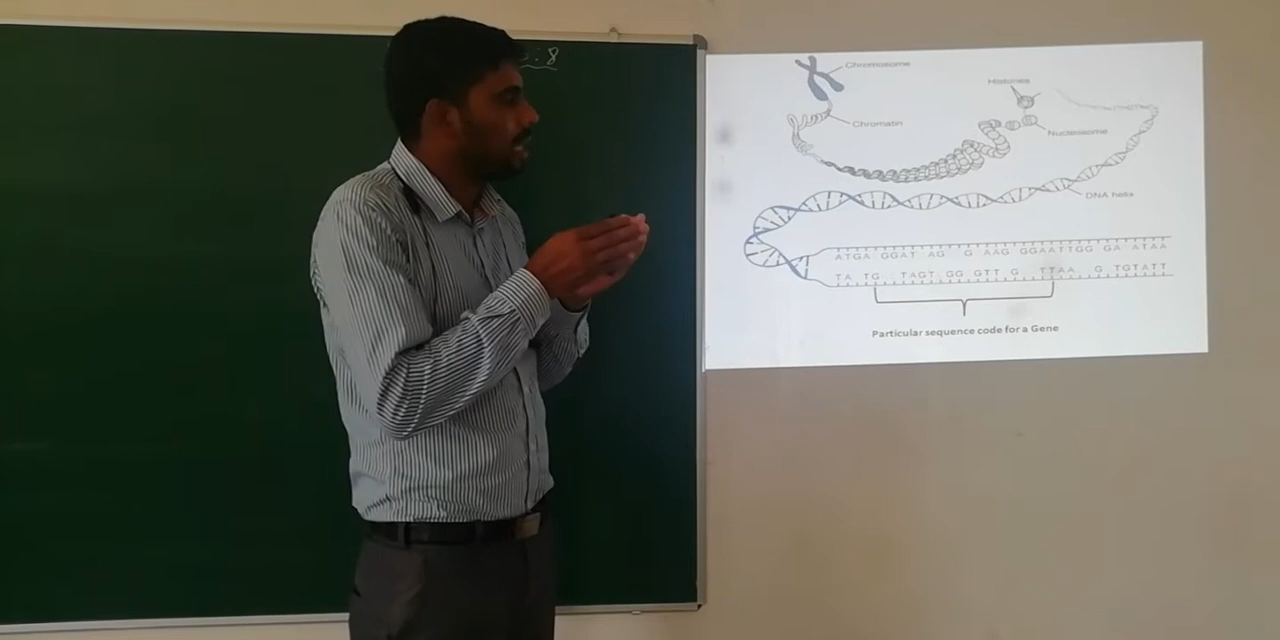 : 8
Chromosome
Histones
Chromatin
Nucleosome
DNA helix
ATGA GGAT AG G AAG GGAATTGG GA ATAA
TA TG TAGT GG GTT G TTAA G TGTATT
Particular sequence code for a Gene